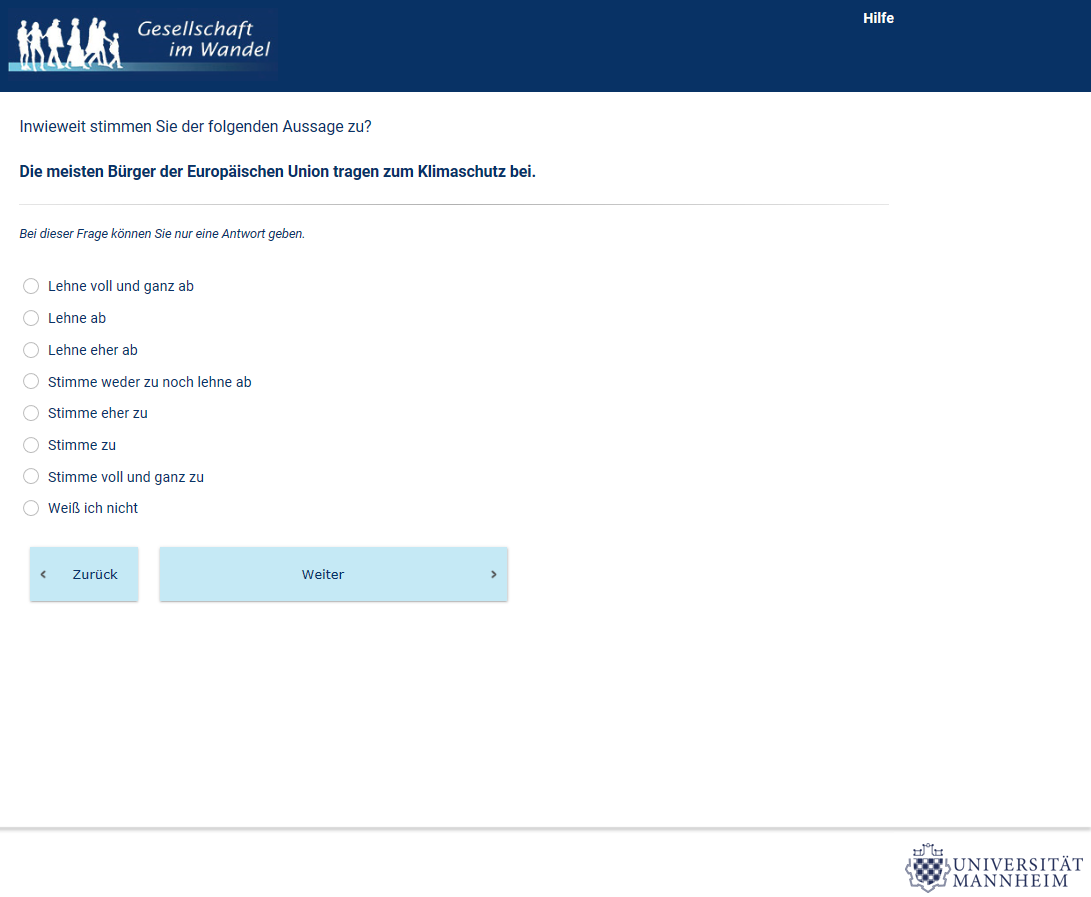 Gesellschaft
im Wandel
Hilfe
Inwieweit stimmen Sie der folgenden Aussage zu?
Die meisten Bürger der Europäischen Union tragen zum Klimaschutz bei.
Bei dieser Frage können Sie nur eine Antwort geben.
Lehne voll und ganz ab
Lehne ab
Lehne eher ab
Stimme weder zu noch lehne ab
Stimme eher zu
Stimme zu
Stimme voll und ganz zu
Weiß ich nicht
Zurück
Weiter
UNIVERSITÄT
MANNHEIM